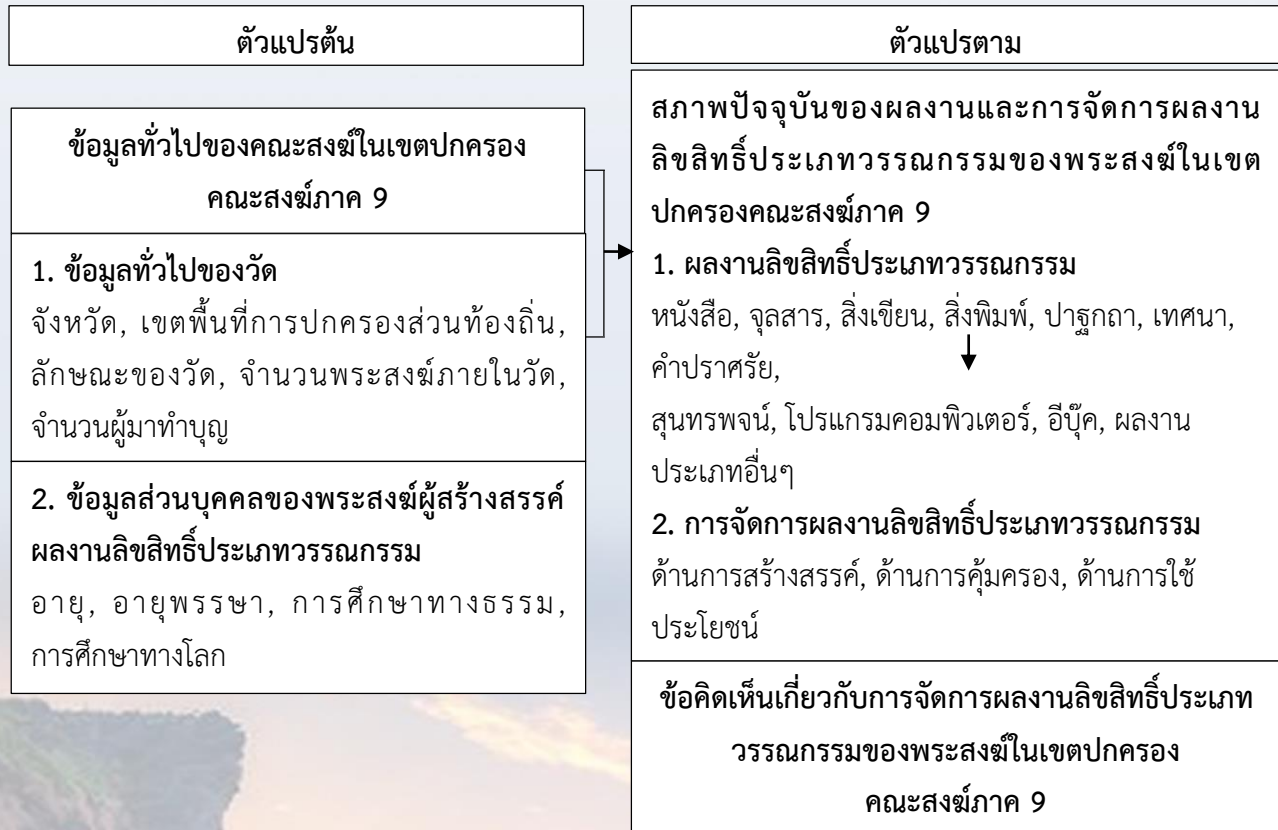 ตัวแปรต้น
ข้อมูลทั่วไปของคณะสงฆ์ในเขตปกครอง
คณะสงฆ์ภาค 9
1. ข้อมูลทั่วไปของวัด
จังหวัด, เขตพื้นที่การปกครองส่วนท้องถิ่น,
ลักษณะของวัด, จำนวนพระสงฆ์ภายในวัด,
จำนวนผู้มาทำบุญ
2. ข้อมูลส่วนบุคคลของพระสงฆ์ผู้สร้างสรรค์
ผลงานลิขสิทธิ์ประเภทวรรณกรรม
อายุ, อายุพรรษา, การศึกษาทางธรรม,
การศึกษาทางโลก
ตัวแปรตาม
สภาพปัจจุบันของผลงานและการจัดการผลงาน
ลิขสิทธิ์ประเภทวรรณกรรมของพระสงฆ์ในเขต
ปกครองคณะสงฆ์ภาค 9
1. ผลงานลิขสิทธิ์ประเภทวรรณกรรม
หนังสือ, จุลสาร, สิ่งเขียน, สิ่งพิมพ์, ปาฐกถา, เทศนา,
คำปราศรัย,
สุนทรพจน์, โปรแกรมคอมพิวเตอร์, อีบุ๊ค, ผลงาน
ประเภทอื่นๆ
2. การจัดการผลงานลิขสิทธิ์ประเภทวรรณกรรม
ด้านการสร้างสรรค์, ด้านการคุ้มครอง, ด้านการใช้
ประโยชน์
ข้อคิดเห็นเกี่ยวกับการจัดการผลงานลิขสิทธิ์ประเภท
วรรณกรรมของพระสงฆ์ในเขตปกครอง
คณะสงฆ์ภาค 9